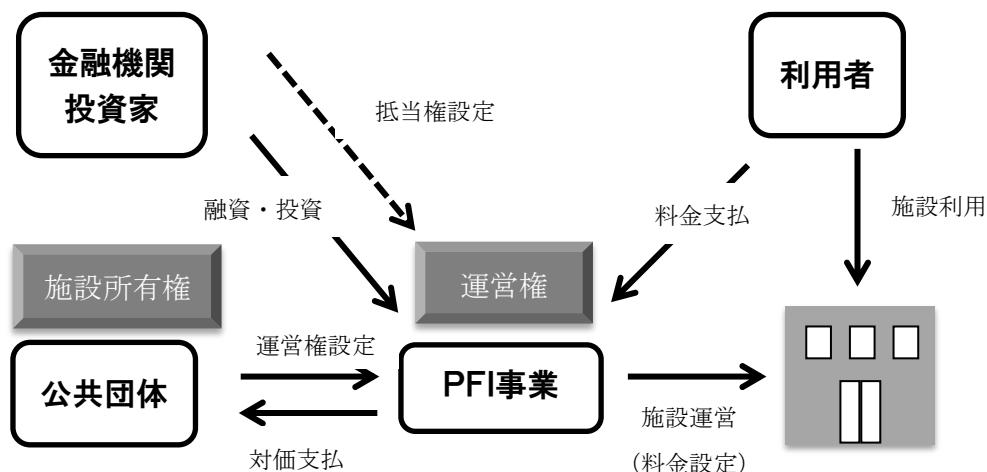 金融機関
投資家
利用者
抵当権設定
融資・投資
料金支払
施設利用
施設所有権
運営権
公共団体
運営権設定
PFI事業
対価支払
施設運営
（料金設定）